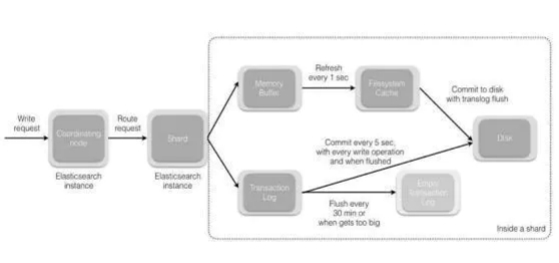 Write
request
Coordinating
node
Elasticsearch
instance
Route
request
Shard
Elasticsearch
instance
Memory
Buffer
Refresh
every 1 sec
Filesystem
Cache
Commit to disk
with translog flush
Disk
Commit every 5 sec,
with every write operation
and when flushed
Transaction
Log
Flush every
30 min or
when gets too big
Empty
Transaction
Log
Inside a shard